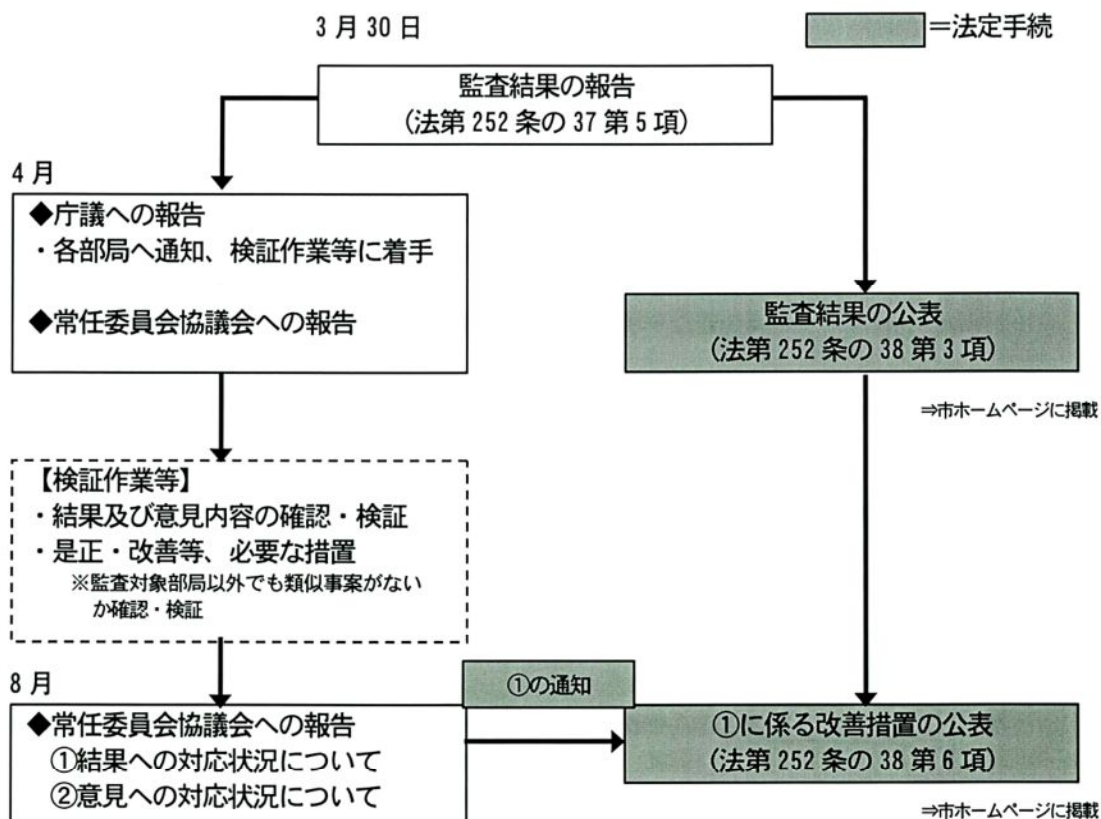 3月30日
＝法定手続
監査結果の報告
(法第252条の37第5項)
4月
◆庁議への報告
・各部局へ通知、検証作業等に着手
◆常任委員会協議会への報告
監査結果の公表
(法第252条の38第3項)
⇒市ホームページに掲載
【検証作業等】
・結果及び意見内容の確認・検証
・是正・改善等、必要な措置
※監査対象部局以外でも類似事案がない
か確認・検証
8月
◆常任委員会協議会への報告
①結果への対応状況について
②意見への対応状況について
①の通知
①に係る改善措置の公表
(法第252条の38第6項)
⇒市ホームページに掲載